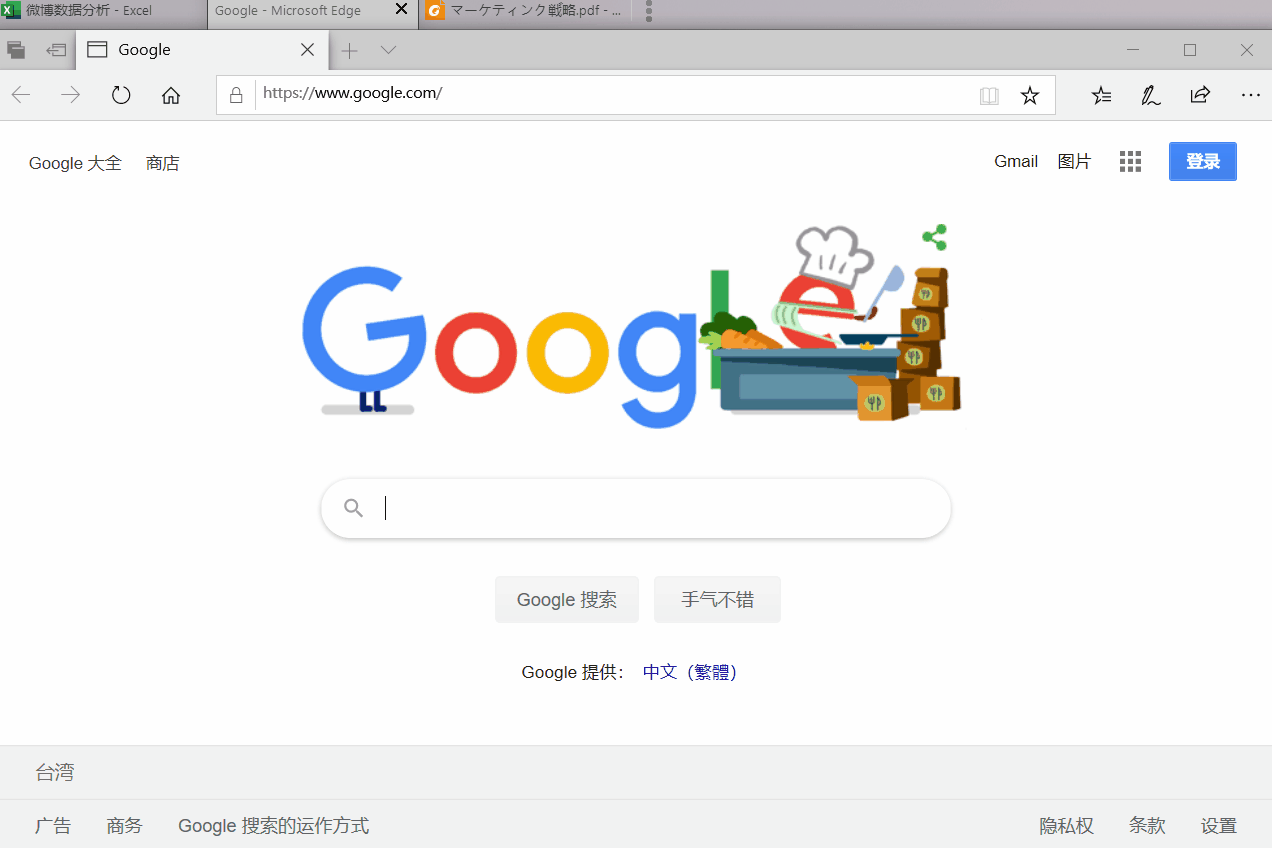 微博数据分析 - Excel
Google - Microsoft Edge
マーケティンク戦略.pdf - ...
Google
https://www.google.com/
Google 大全 商店
Gmail 图片 登录
Google
Google 搜索 手气不错
Google 提供： 中文（繁體）
台湾
广告 商务 Google 搜索的运作方式
隐私权 条款 设置